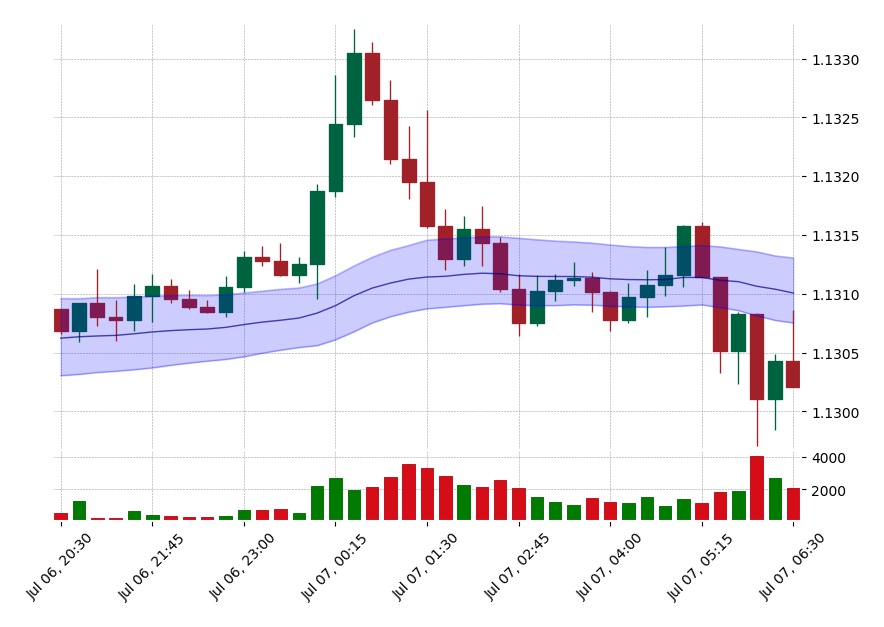 1.1330
1.1325
1.1320
1.1315
1.1310
1.1305
1.1300
4000
2000
Jul 06, 20:30
Jul 06, 21:45
Jul 06, 23:00
Jul 07, 00:15
Jul 07, 01:30
Jul 07, 02:45
Jul 07, 04:00
Jul 07, 05:15
Jul 07, 06:30